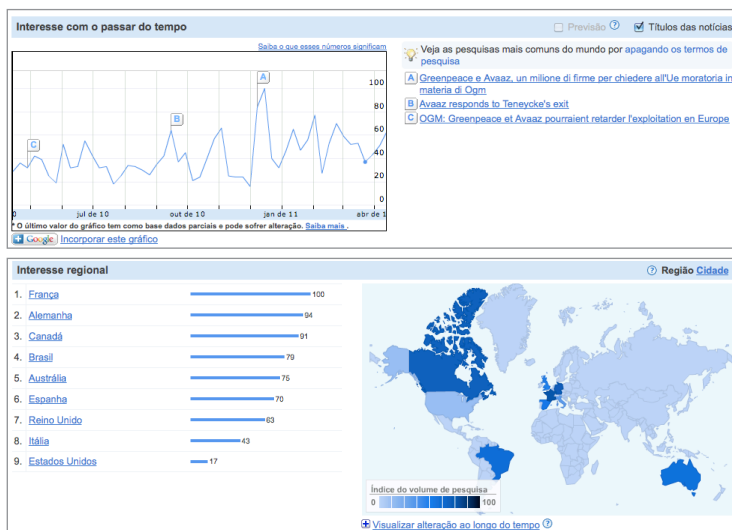 Interesse com o passar do tempo
Previsão ?
Títulos das notícias
Saiba o que esses números significam
Veja as pesquisas mais comuns do mundo por apagando os termos de
pesquisa
A Greenpeace e Avaaz, un milione di firme per chiedere all'Ue moratoria in
materia di Ogm
B Avaaz responds to Teneycke's exit
C OGM: Greenpeace et Avaaz pourraient retarder l'exploitation en Europe
A
B
C
100
80
60
40
20
0
0 jul de 10 out de 10 jan de 11 abr de 1
* O último valor do gráfico tem como base dados parciais e pode sofrer alteração. Saiba mais .
Google Incorporar este gráfico
Interesse regional
? Região Cidade
1. França 100
2. Alemanha 94
3. Canadá 91
4. Brasil 79
5. Austrália 75
6. Espanha 70
7. Reino Unido 63
8. Itália 43
9. Estados Unidos 17
Índice do volume de pesquisa
0 100
Visualizar alteração ao longo do tempo ?